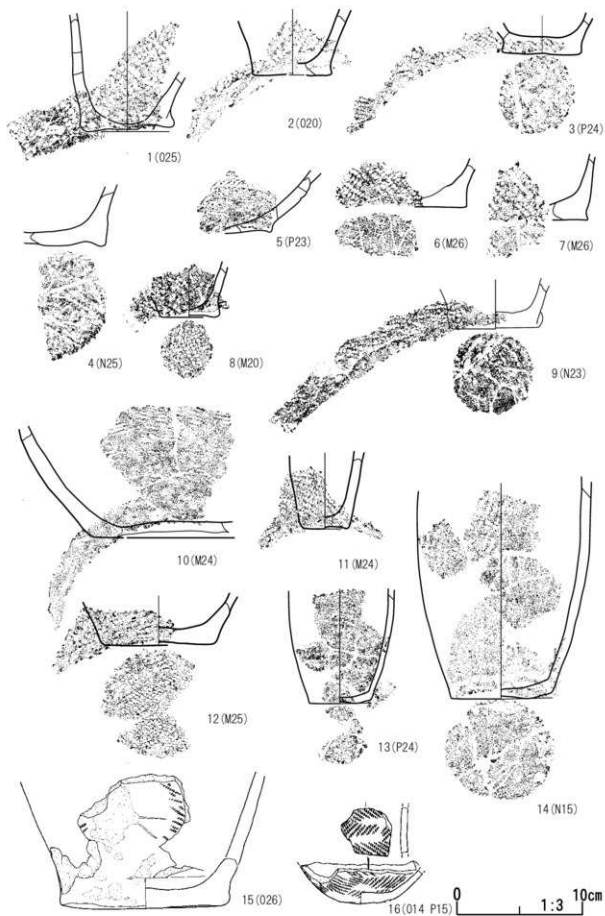 1(025)
2(020)
3(P24)
4(N25)
5(P23)
6(M26)
7(M26)
8(M20)
9(N23)
10(M24)
11(M24)
12(M25)
13(P24)
14(N15)
15(026)
16(014 P15)
0 10cm
1:3